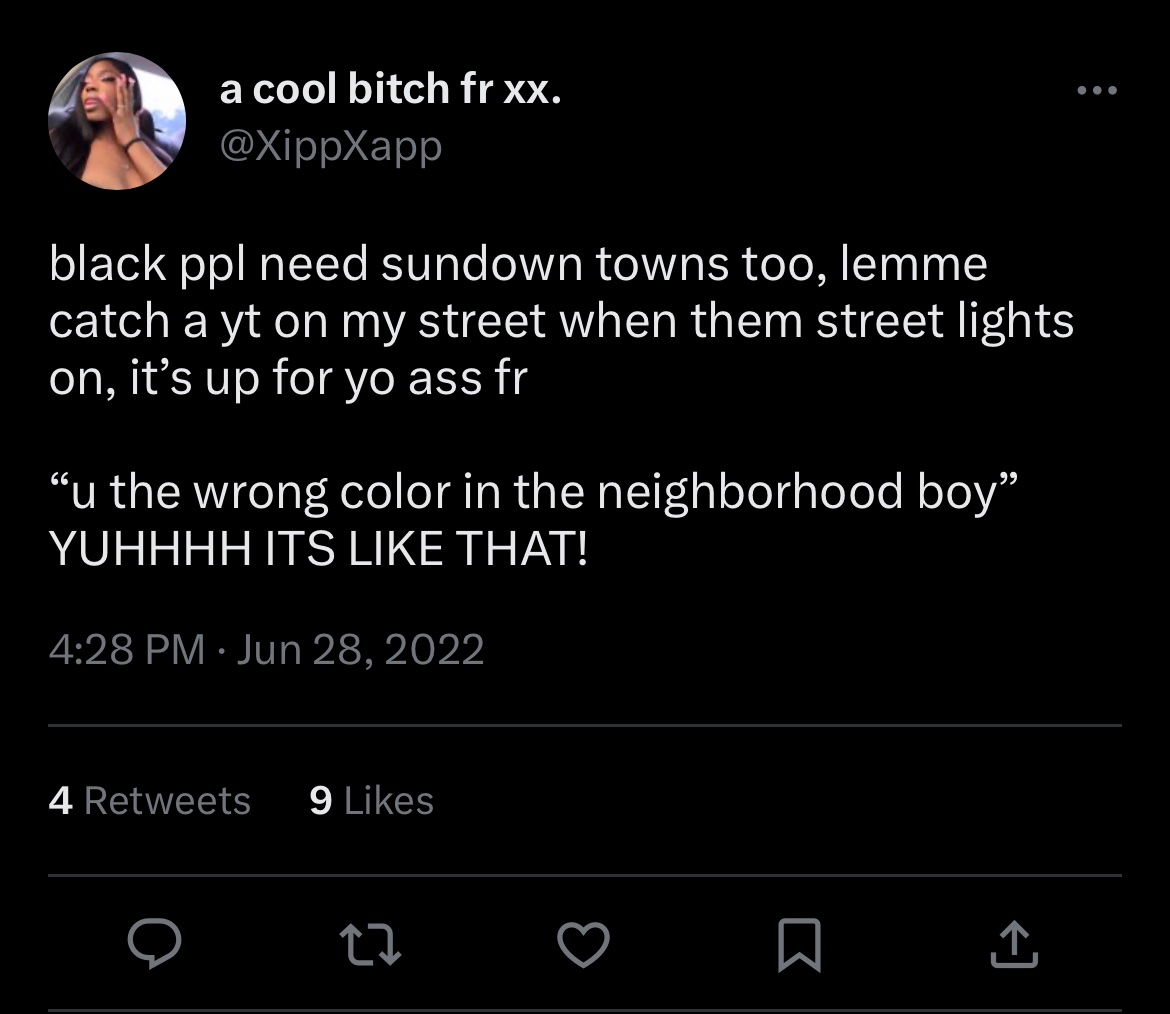 a cool bitch fr xx.
@XippXapp
black ppl need sundown towns too, lemme
catch a yt on my street when them street lights
on, it’s up for yo ass fr
“u the wrong color in the neighborhood boy”
YUHHHH ITS LIKE THAT!
4:28 PM · Jun 28, 2022
4 Retweets 9 Likes